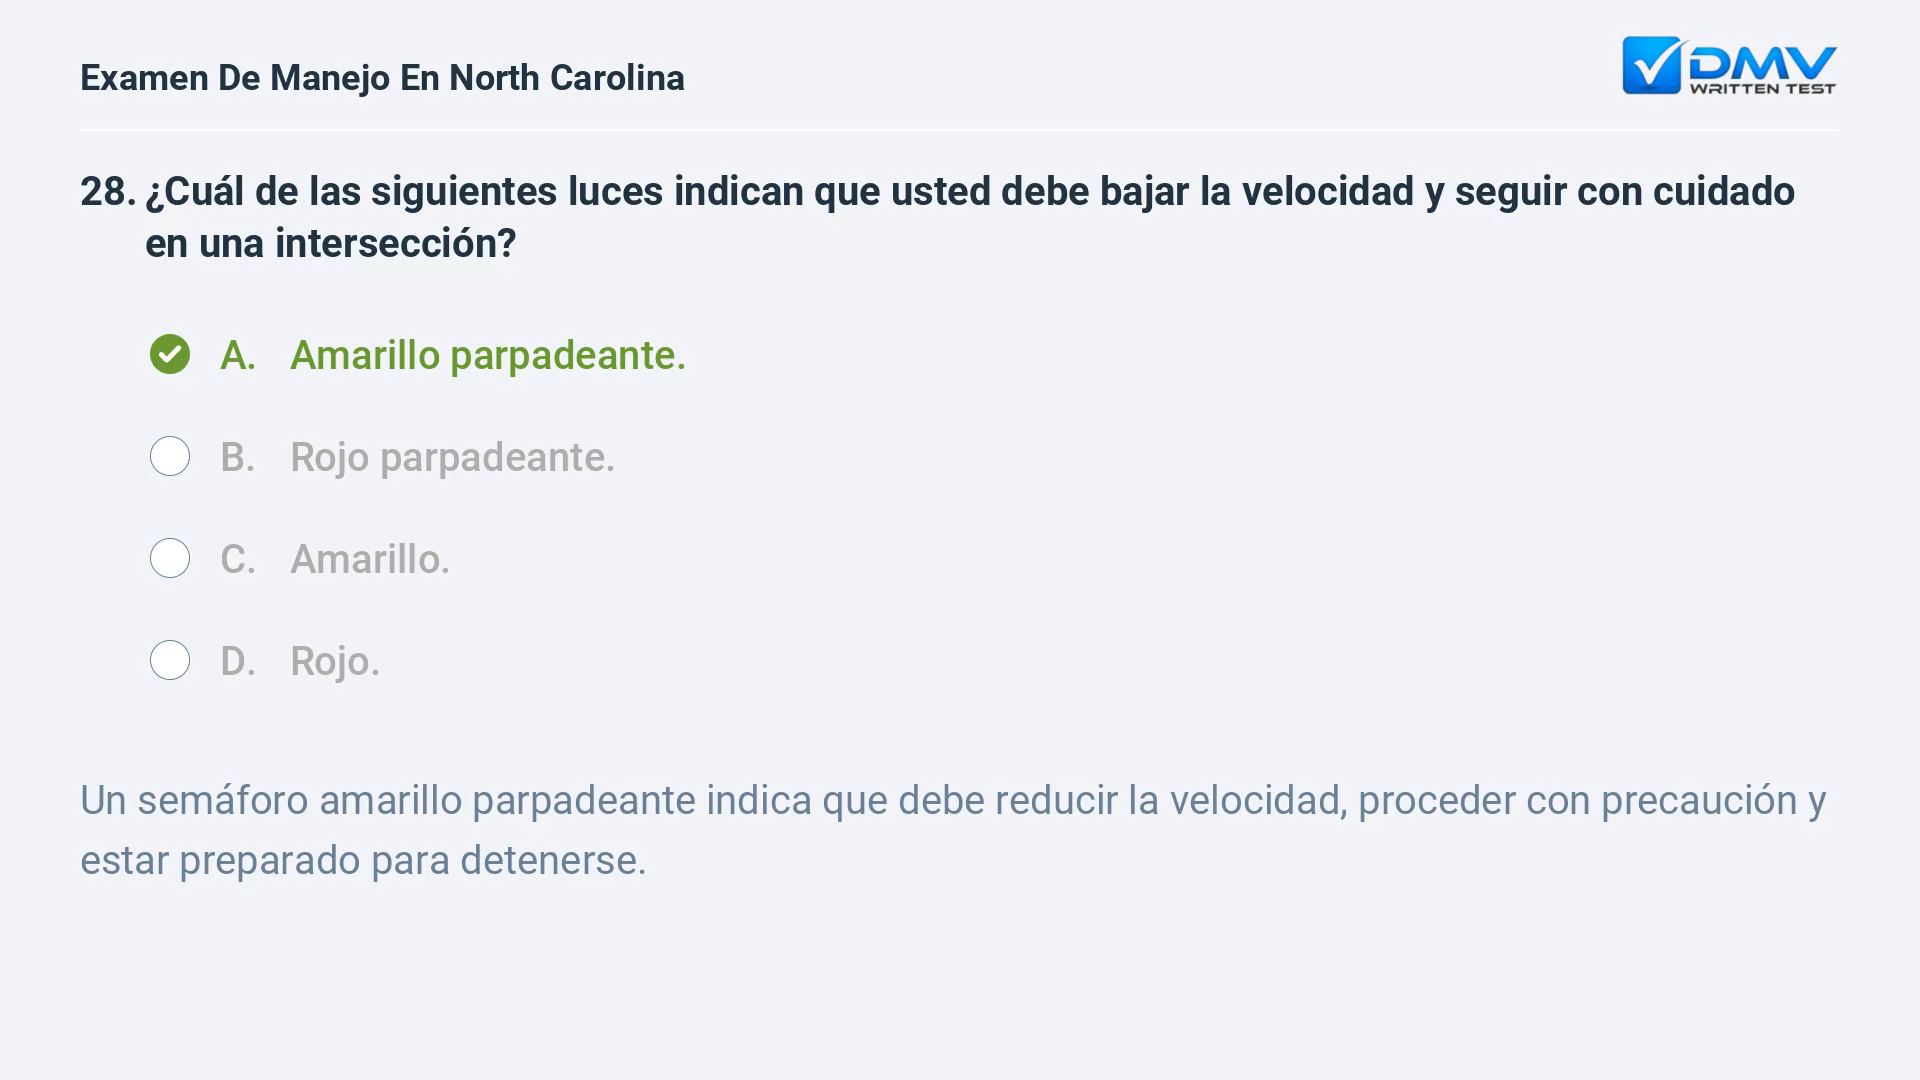 Examen De Manejo En North Carolina
DMV
WRITTEN TEST
28. ¿Cuál de las siguientes luces indican que usted debe bajar la velocidad y seguir con cuidado
en una intersección?
A. Amarillo parpadeante.
B. Rojo parpadeante.
C. Amarillo.
D. Rojo.
Un semáforo amarillo parpadeante indica que debe reducir la velocidad, proceder con precaución y
estar preparado para detenerse.